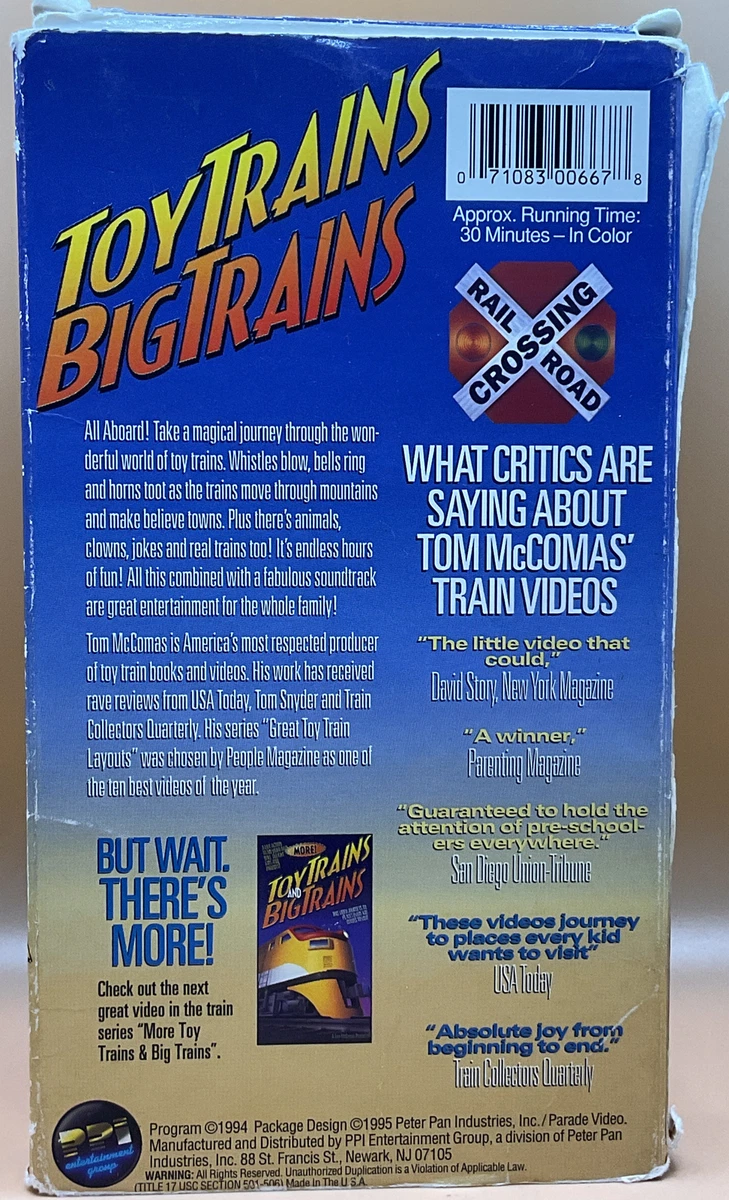 TOY TRAINS
BIG TRAINS
0 71083 00667 8
Approx. Running Time:
30 Minutes – In Color
RAIL
CROSSING
ROAD
All Aboard! Take a magical journey through the won-
derful world of toy trains. Whistles blow, bells ring
and horns toot as the trains move through mountains
and make believe towns. Plus there's animals,
clowns, jokes and real trains too! It's endless hours
of fun! All this combined with a fabulous soundtrack
are great entertainment for the whole family!
Tom McComas is America's most respected producer
of toy train books and videos. His work has received
rave reviews from USA Today, Tom Snyder and Train
Collectors Quarterly. His series "Great Toy Train
Layouts" was chosen by People Magazine as one of
the ten best videos of the year.
WHAT CRITICS ARE
SAYING ABOUT
TOM McCOMAS'
TRAIN VIDEOS
"The little video that
could,"
David Story, New York Magazine
"A winner,"
Parenting Magazine
"Guaranteed to hold the
attention of pre-school-
ers everywhere."
San Diego Union-Tribune
"These videos journey
to places every kid
wants to visit"
USA Today
"Absolute joy from
beginning to end."
Train Collectors Quarterly
BUT WAIT.
THERE'S
MORE!
Check out the next
great video in the train
series "More Toy
Trains & Big Trains".
MORE!
TOY TRAINS
AND
BIG TRAINS
PPI
entertainment
group
Program ©1994 Package Design ©1995 Peter Pan Industries, Inc./Parade Video.
Manufactured and Distributed by PPI Entertainment Group, a division of Peter Pan
Industries, Inc. 88 St. Francis St., Newark, NJ 07105
WARNING: All Rights Reserved. Unauthorized Duplication is a Violation of Applicable Law.
(TITLE 17 USC SECTION 501-506) Made In The U.S.A.